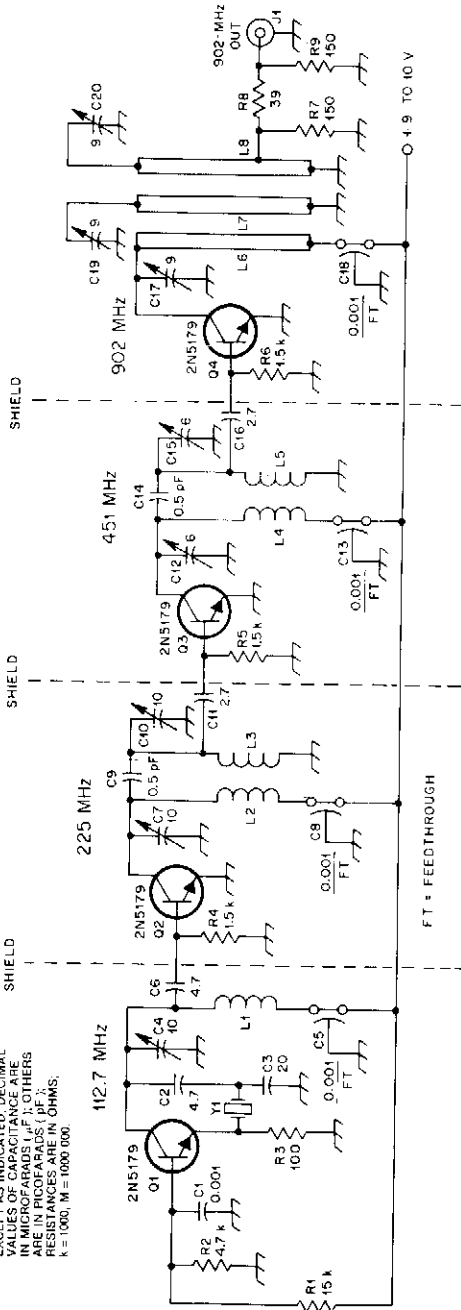 EXCEPT AS INDICATED, DECIMAL
VALUES OF CAPACITANCE ARE
IN MICROFARADS (µF); OTHERS
ARE IN PICOFARADS (pF);
RESISTANCES ARE IN OHMS;
k = 1000, M = 1000 000.
SHIELD
SHIELD
SHIELD
112.7 MHz
225 MHz
451 MHz
902 MHz
2N5179
Q1
R1
15 k
R2
4.7 k
C1
0.001
R3
100
Y1
C2
4.7
C3
20
C4
10
L1
C5
0.001
FT
C6
4.7
2N5179
Q2
R4
1.5 k
C7
10
C8
0.001
FT
L2
C9
0.5 pF
C10
10
L3
C11
2.7
2N5179
Q3
R5
1.5 k
C12
6
C13
0.001
FT
L4
C14
0.5 pF
C15
6
L5
C16
2.7
2N5179
Q4
R6
1.5 k
C17
9
C18
0.001
FT
L6
L7
L8
C19
9
C20
9
R7
150
R8
39
R9
150
902-MHz
OUT
J1
+9 TO 10 V
FT = FEEDTHROUGH